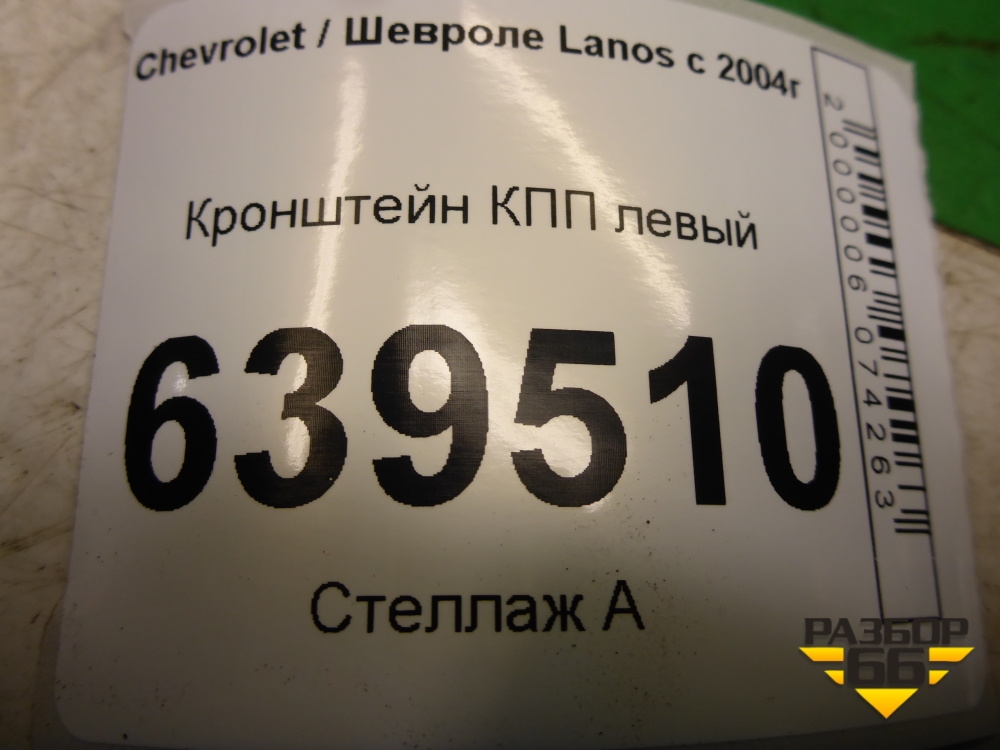 Chevrolet / Шевроле Lanos с 2004г
Кронштейн КПП левый
639510
Стеллаж А
2000006074263
РАЗБОР
66